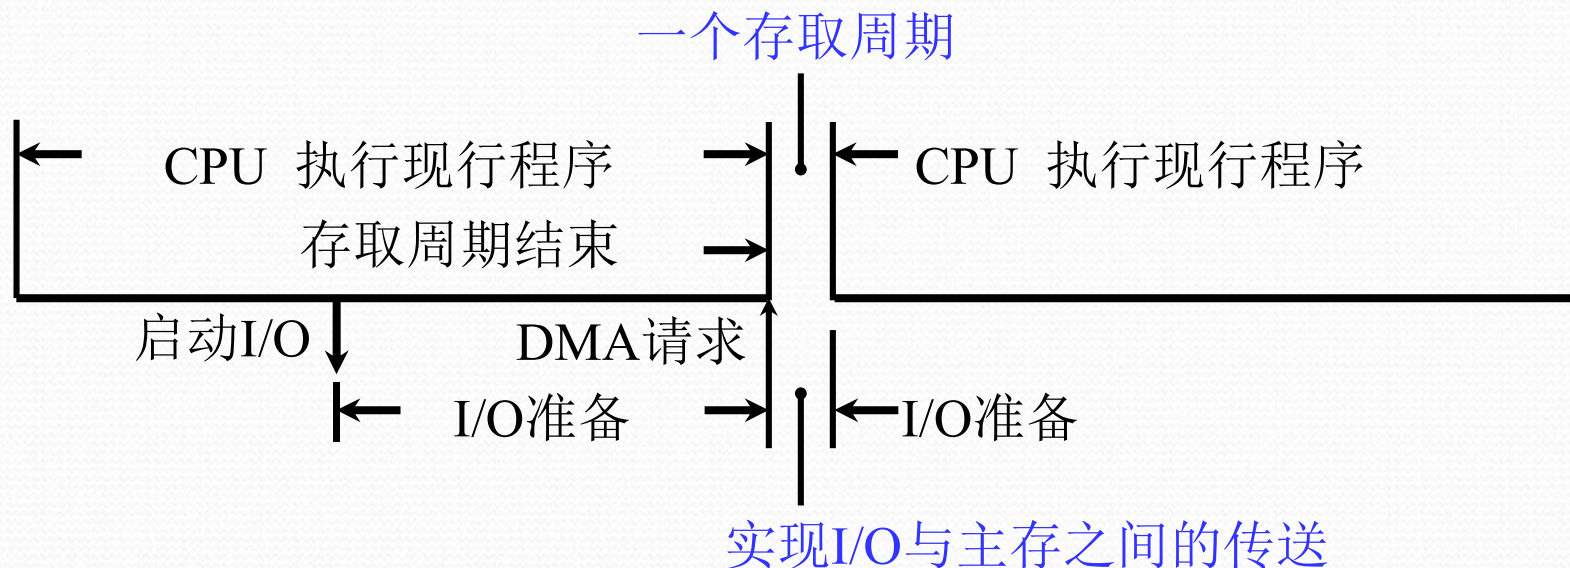 一个存取周期
CPU 执行现行程序
CPU 执行现行程序
存取周期结束
启动I/O
DMA请求
I/O准备
I/O准备
实现I/O与主存之间的传送